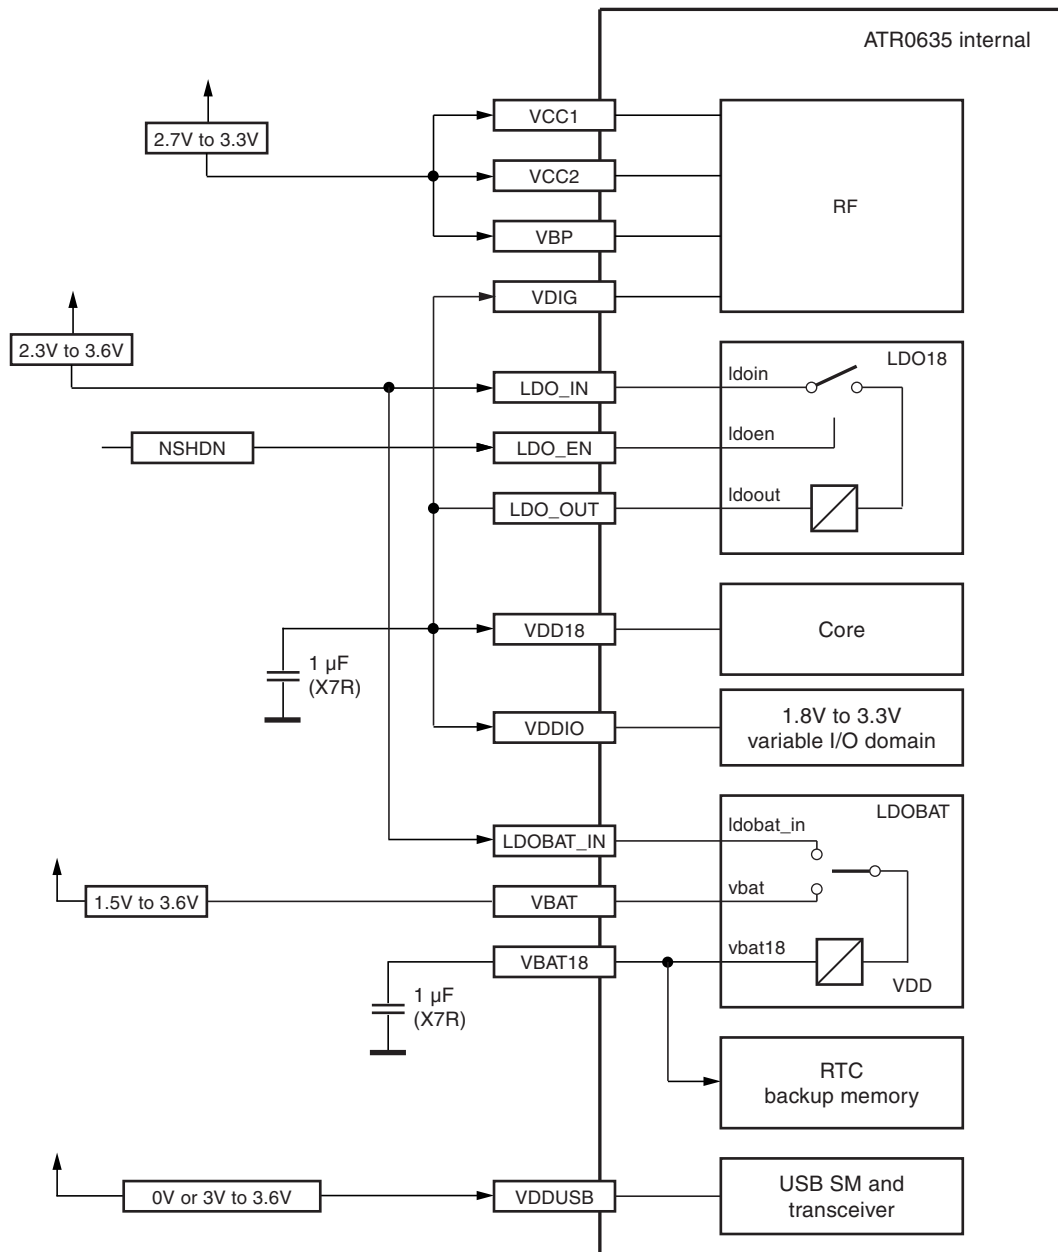 ATR0635 internal
2.7V to 3.3V
VCC1
VCC2
VBP
VDIG
RF
2.3V to 3.6V
LDO_IN
NSHDN
LDO_EN
LDO_OUT
LDO18
ldoin
ldoen
ldoout
1 µF
(X7R)
VDD18
Core
VDDIO
1.8V to 3.3V
variable I/O domain
LDOBAT_IN
ldobat_in
LDOBAT
1.5V to 3.6V
VBAT
vbat
VBAT18
vbat18
VDD
1 µF
(X7R)
RTC
backup memory
0V or 3V to 3.6V
VDDUSB
USB SM and
transceiver